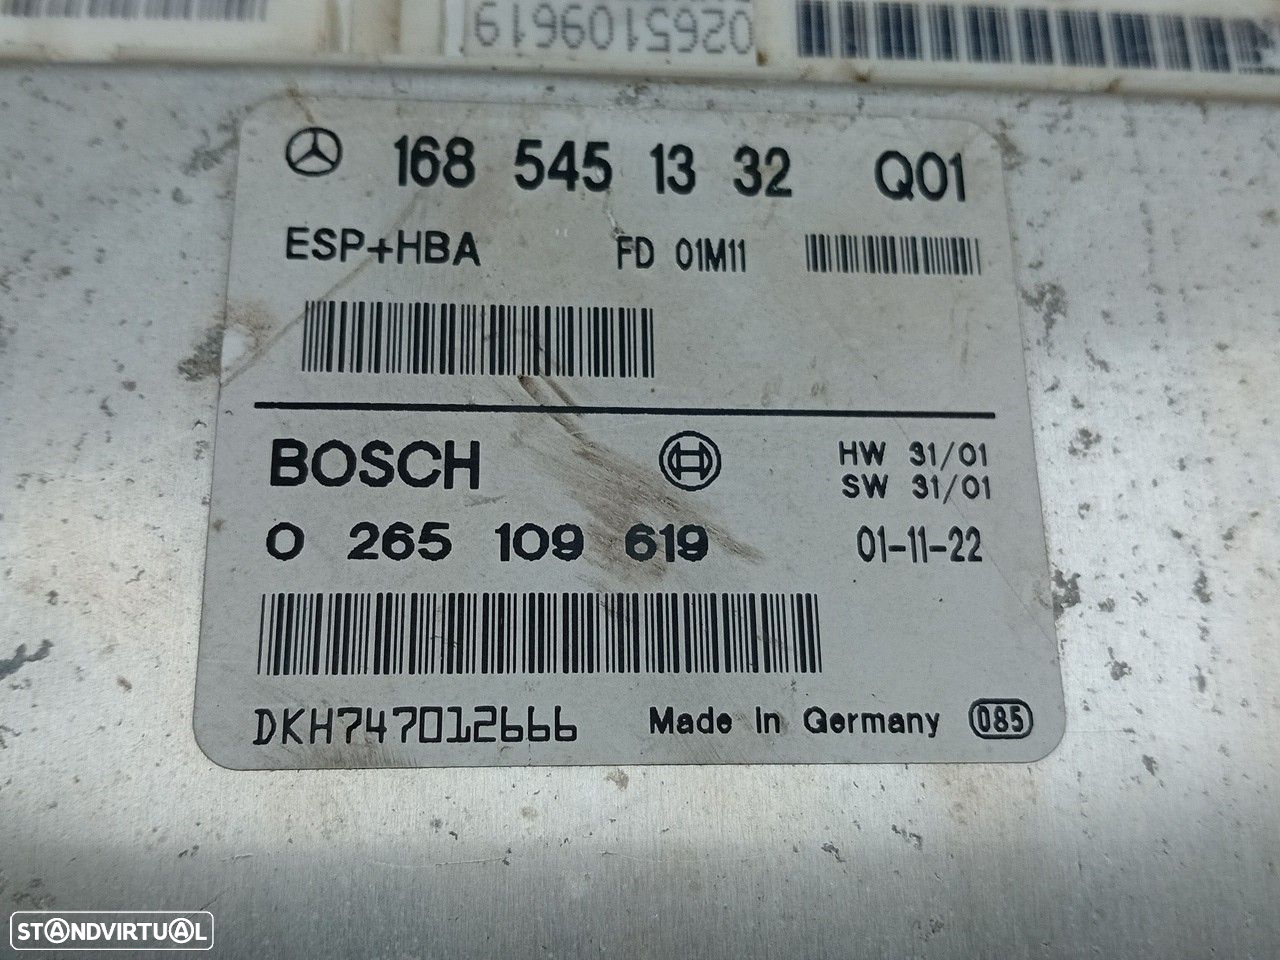 0265109619
168 545 13 32 Q01
ESP+HBA FD 01M11
BOSCH HW 31/01
SW 31/01
0 265 109 619 01-11-22
DKH747012666 Made in Germany 085
STANDVIRTUAL